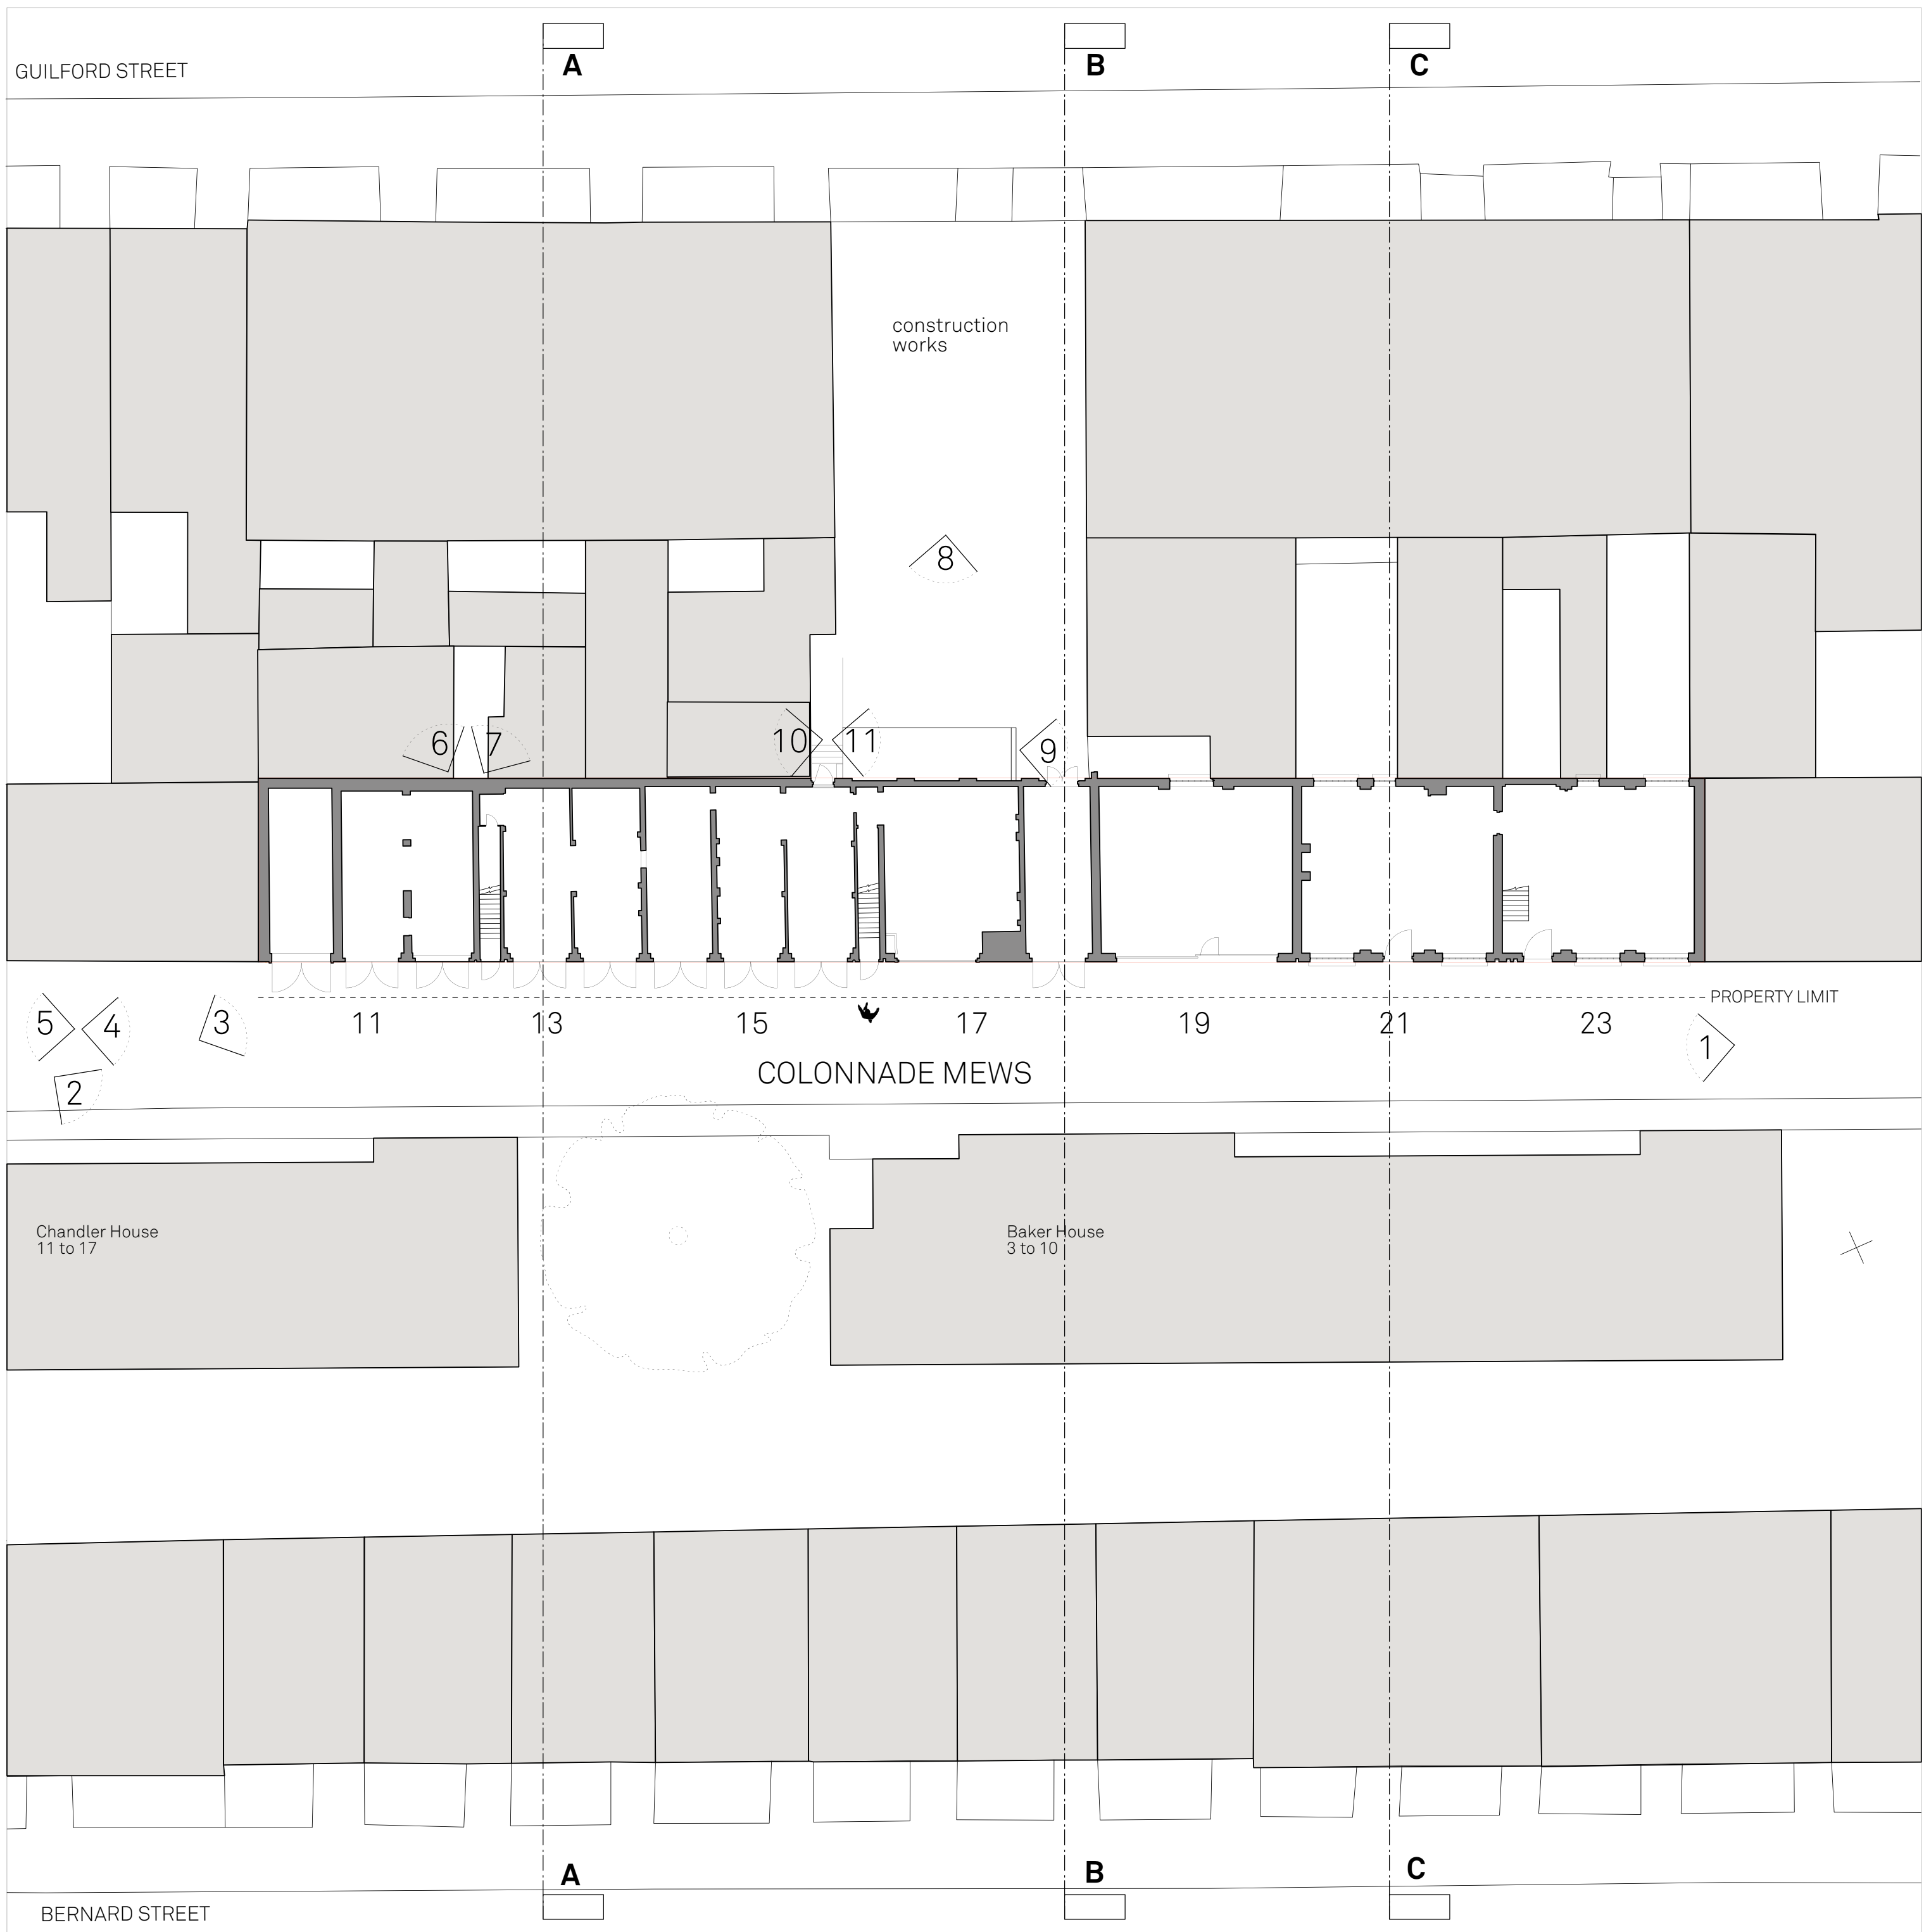 A
B
C
GUILFORD STREET
construction
works
8
6
7
10
11
9
PROPERTY LIMIT
5
4
3
11
13
15
17
19
21
23
1
2
COLONNADE MEWS
Chandler House
11 to 17
Baker House
3 to 10
A
B
C
BERNARD STREET